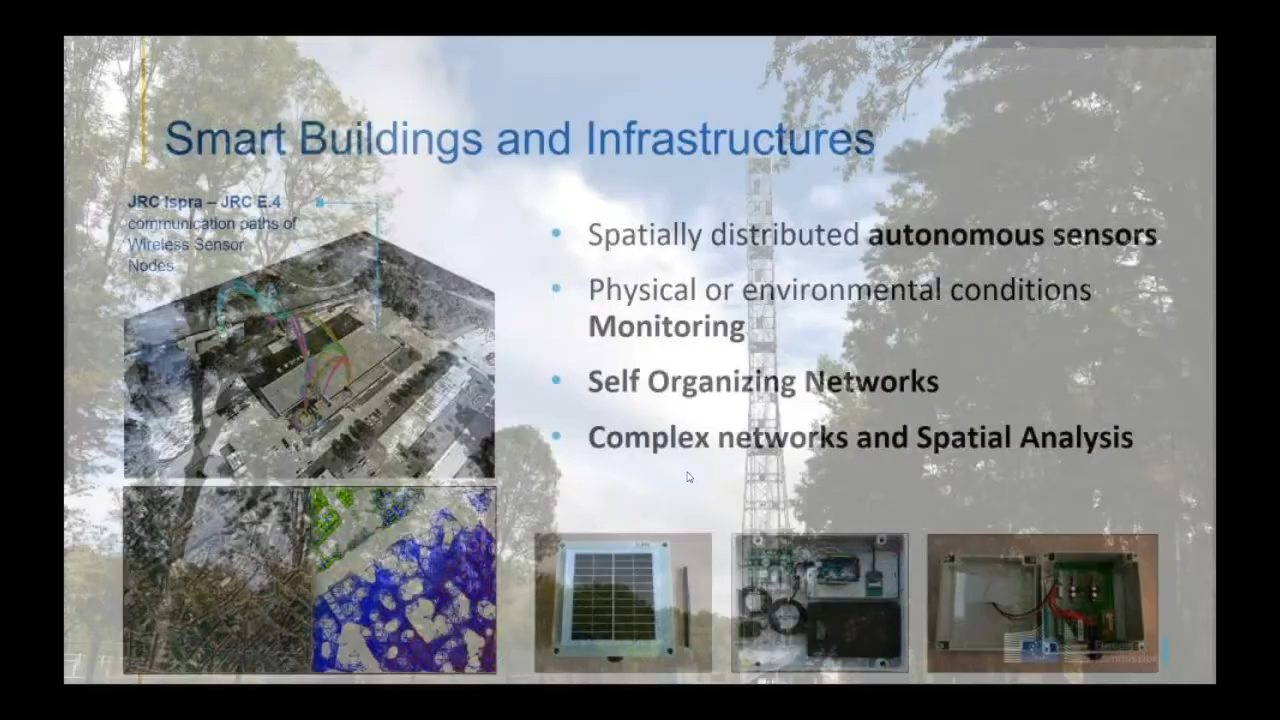 Smart Buildings and Infrastructures
JRC Ispra – JRC E.4
communication paths of
Wireless Sensor
Nodes
• Spatially distributed autonomous sensors
• Physical or environmental conditions
Monitoring
• Self Organizing Networks
• Complex networks and Spatial Analysis